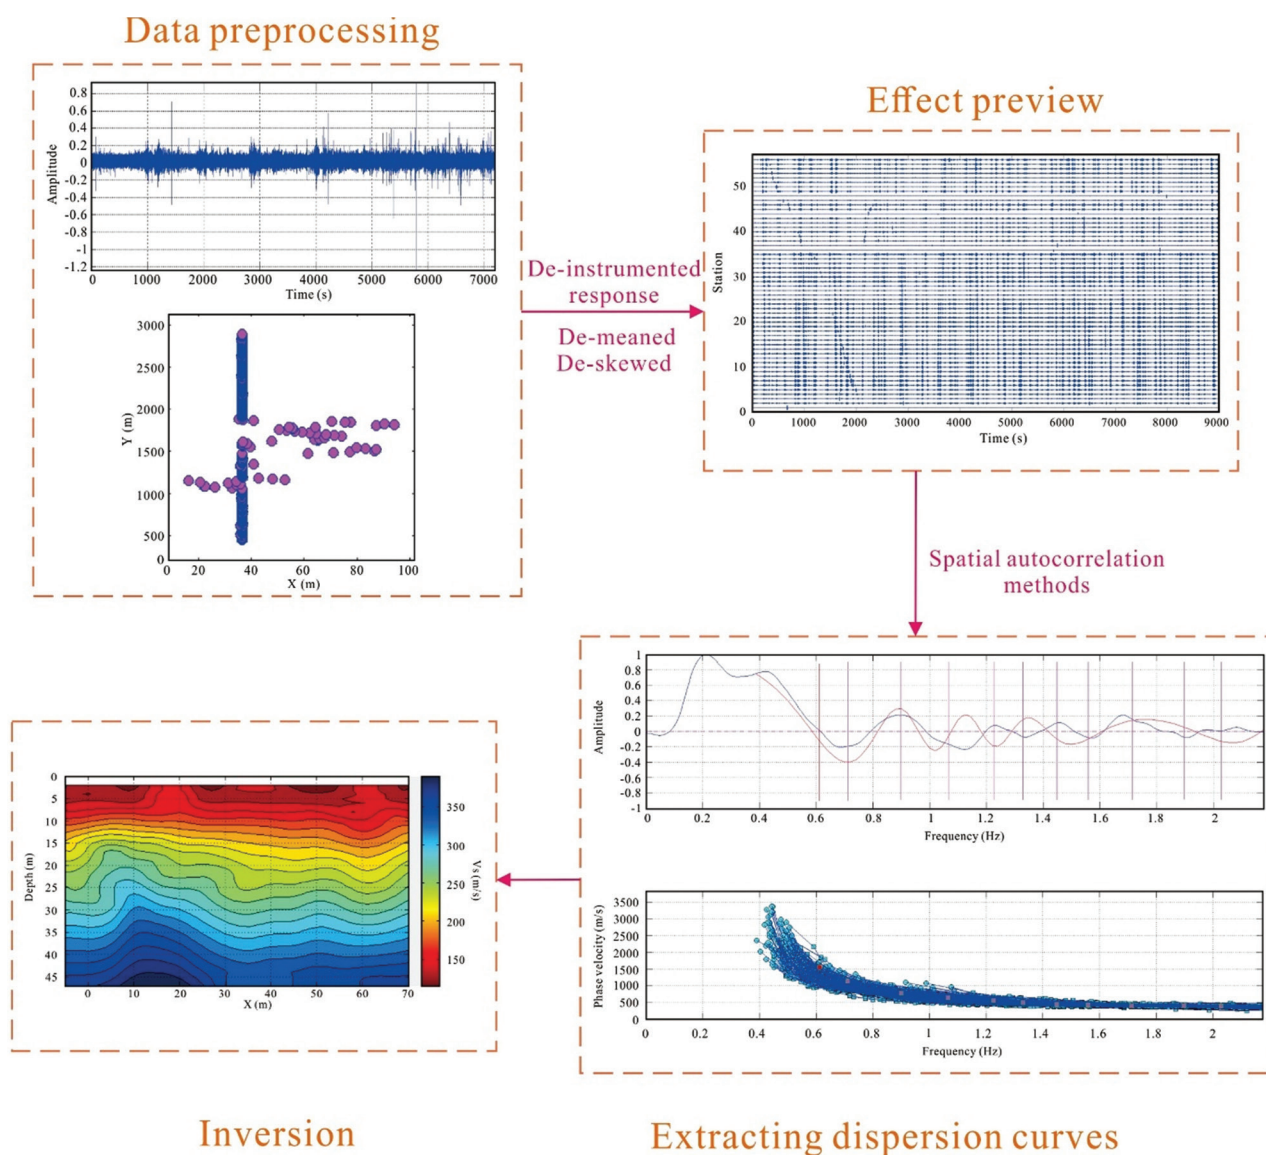 Data preprocessing
0.8
0.6
0.4
0.2
0
-0.2
-0.4
-0.6
-0.8
-1
-1.2
Amplitude
0 1000 2000 3000 4000 5000 6000 7000
Time (s)
3000
2500
2000
1500
1000
500
0
Y (m)
0 20 40 60 80 100
X (m)
De-instrumented
response
De-meaned
De-skewed
Effect preview
50
40
30
20
10
0
Station
0 1000 2000 3000 4000 5000 6000 7000 8000 9000
Time (s)
Spatial autocorrelation
methods
1
0.8
0.6
0.4
0.2
0
-0.2
-0.4
-0.6
-0.8
-1
Amplitude
0 0.2 0.4 0.6 0.8 1 1.2 1.4 1.6 1.8 2
Frequency (Hz)
3500
3000
2500
2000
1500
1000
500
0
Phase velocity (m/s)
0 0.2 0.4 0.6 0.8 1 1.2 1.4 1.6 1.8 2
Frequency (Hz)
Extracting dispersion curves
0
5
10
15
20
25
30
35
40
45
Depth (m)
0 10 20 30 40 50 60 70
X (m)
350
300
250
200
150
Vs (m/s)
Inversion